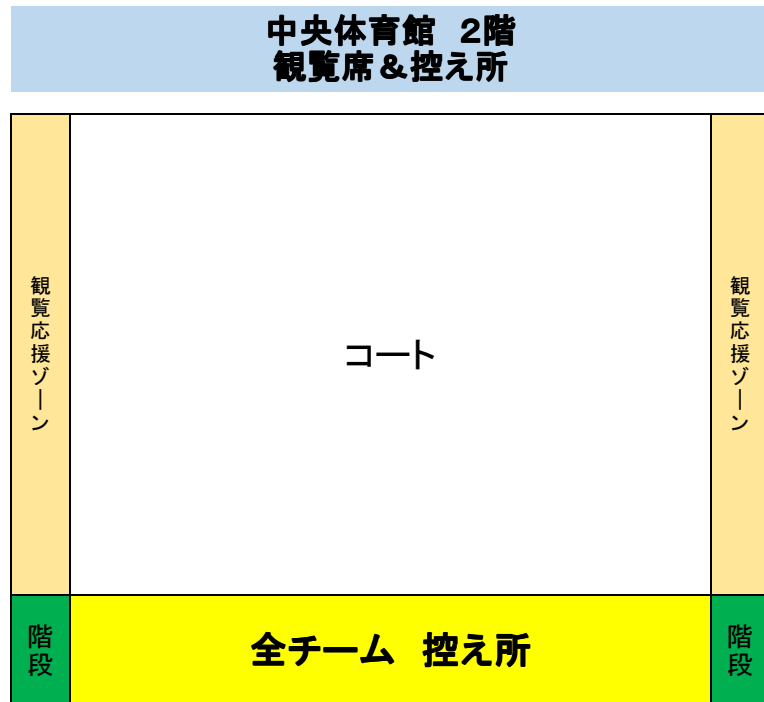 中央体育館　２階
観覧席＆控え所
観覧応援ゾーン
コート
観覧応援ゾーン
階段
全チーム　控え所
階段